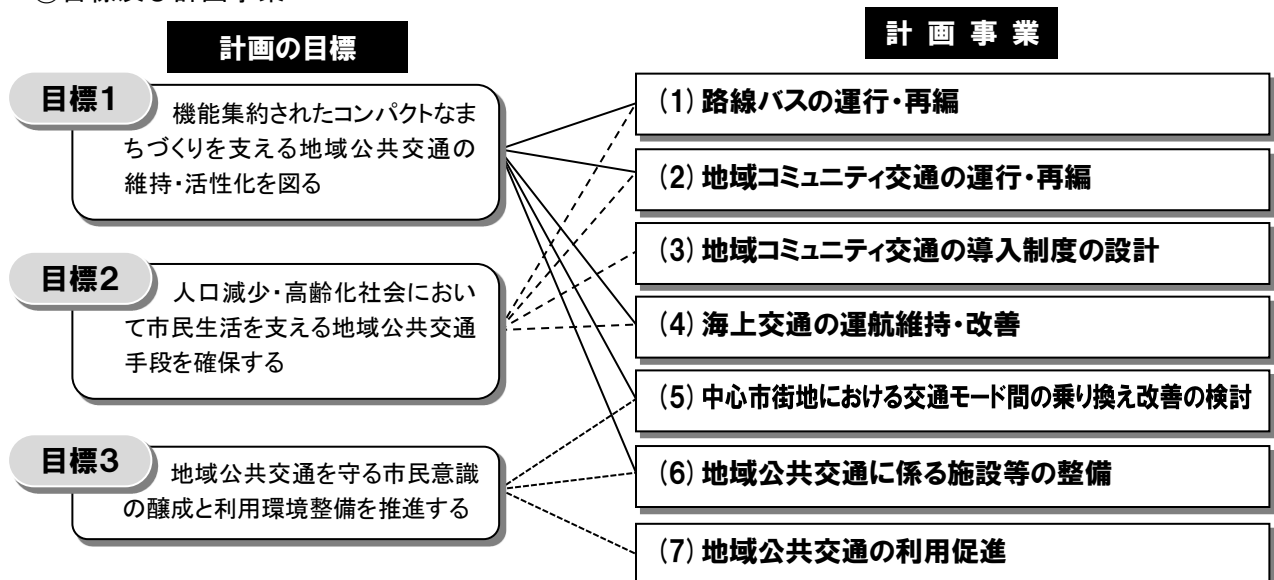 計画の目標
計画事業
目標1
機能集約されたコンパクトなま
ちづくりを支える地域公共交通の
維持・活性化を図る
目標2
人口減少・高齢化社会におい
て市民生活を支える地域公共交通
手段を確保する
目標3
地域公共交通を守る市民意識
の醸成と利用環境整備を推進する
(1)路線バスの運行・再編
(2)地域コミュニティ交通の運行・再編
(3)地域コミュニティ交通の導入制度の設計
(4)海上交通の運航維持・改善
(5)中心市街地における交通モード間の乗り換え改善の検討
(6)地域公共交通に係る施設等の整備
(7)地域公共交通の利用促進